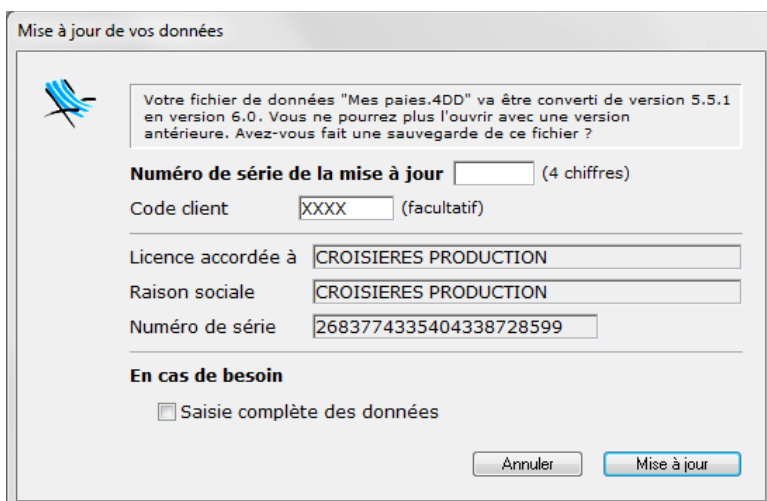 Mise à jour de vos données
Votre fichier de données "Mes paies.4DD" va être converti de version 5.5.1
en version 6.0. Vous ne pourrez plus l'ouvrir avec une version
antérieure. Avez-vous fait une sauvegarde de ce fichier ?
Numéro de série de la mise à jour (4 chiffres)
Code client XXXX (facultatif)
Licence accordée à CROISIERES PRODUCTION
Raison sociale CROISIERES PRODUCTION
Numéro de série 2683774335404338728599
En cas de besoin
Saisie complète des données
Annuler Mise à jour